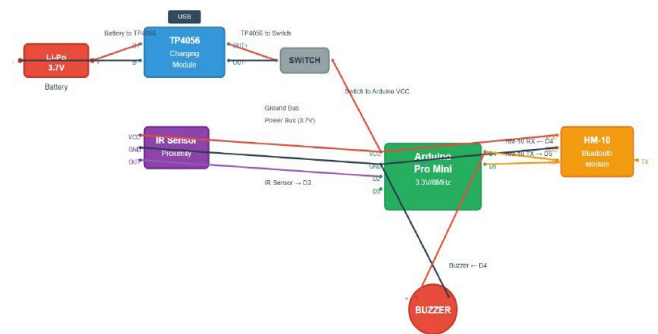 USB
Battery to TP4056
TP4056 to Switch
TP4056
Charging
Module
B-
OUT+
OUT-
Li-Po
3.7V
Battery
SWITCH
Switch to Arduino VCC
Ground Bus
Power Bus (3.7V)
IR Sensor
Proximity
VCC
GND
OUT
IR Sensor → D2
VCC
GND
D2
Arduino
Pro Mini
3.3V/8MHz
D5
HM-10 RX ← D4
HM-10 TX → D5
HM-10
Bluetooth
Module
TX
Buzzer ← D4
BUZZER